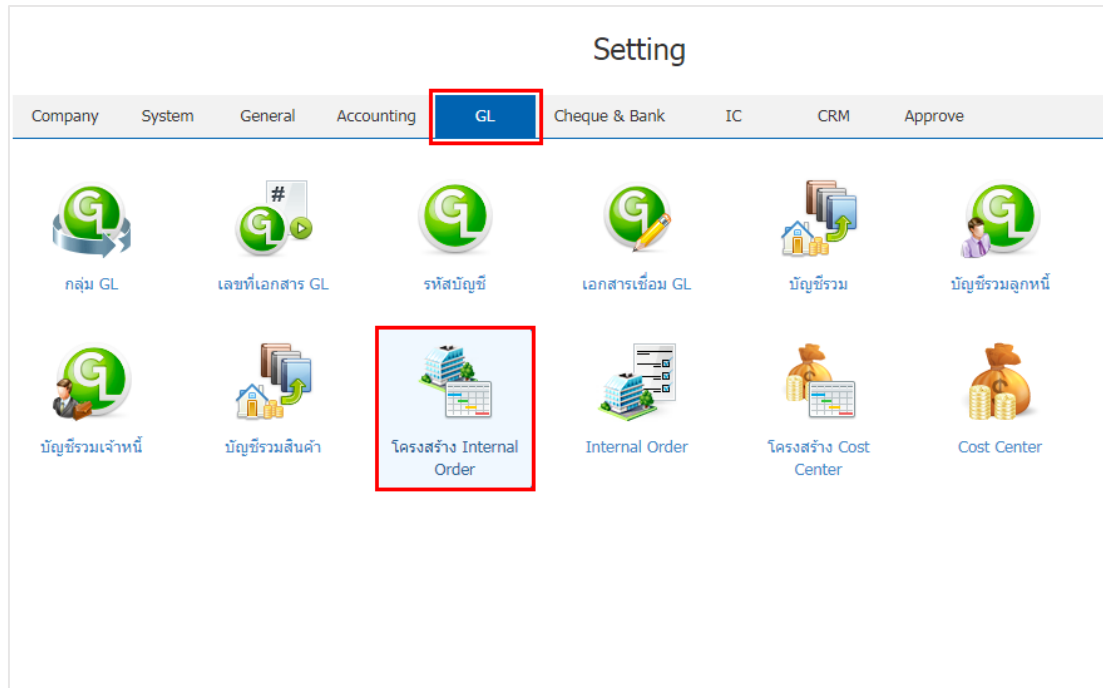 Setting
Company System General Accounting GL Cheque & Bank IC CRM Approve
#
กลุ่ม GL เลขที่เอกสาร GL รหัสบัญชี เอกสารเชื่อม GL บัญชีรวม บัญชีรวมลูกหนี้
บัญชีรวมเจ้าหนี้ บัญชีรวมสินค้า โครงสร้าง Internal Internal Order โครงสร้าง Cost Cost Center
Order Center